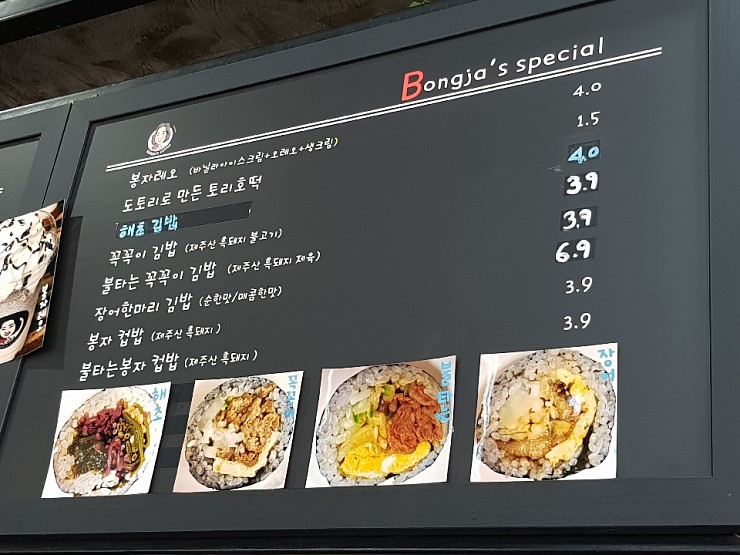 Bongja's special
봉자레오 (바닐라아이스크림+오레오+생크림) 4.0
도토리로 만든 토리호떡 1.5
해초 김밥 4.0
꼭꼭이 김밥 (제주산 흑돼지 불고기) 3.9
불타는 꼭꼭이 김밥 (제주산 흑돼지 제육) 3.9
장어한마리 김밥 (순한맛/매콤한맛) 6.9
봉자 컵밥 (제주산 흑돼지) 3.9
불타는봉자 컵밥 (제주산 흑돼지) 3.9
해초
꼭꼭이
장어